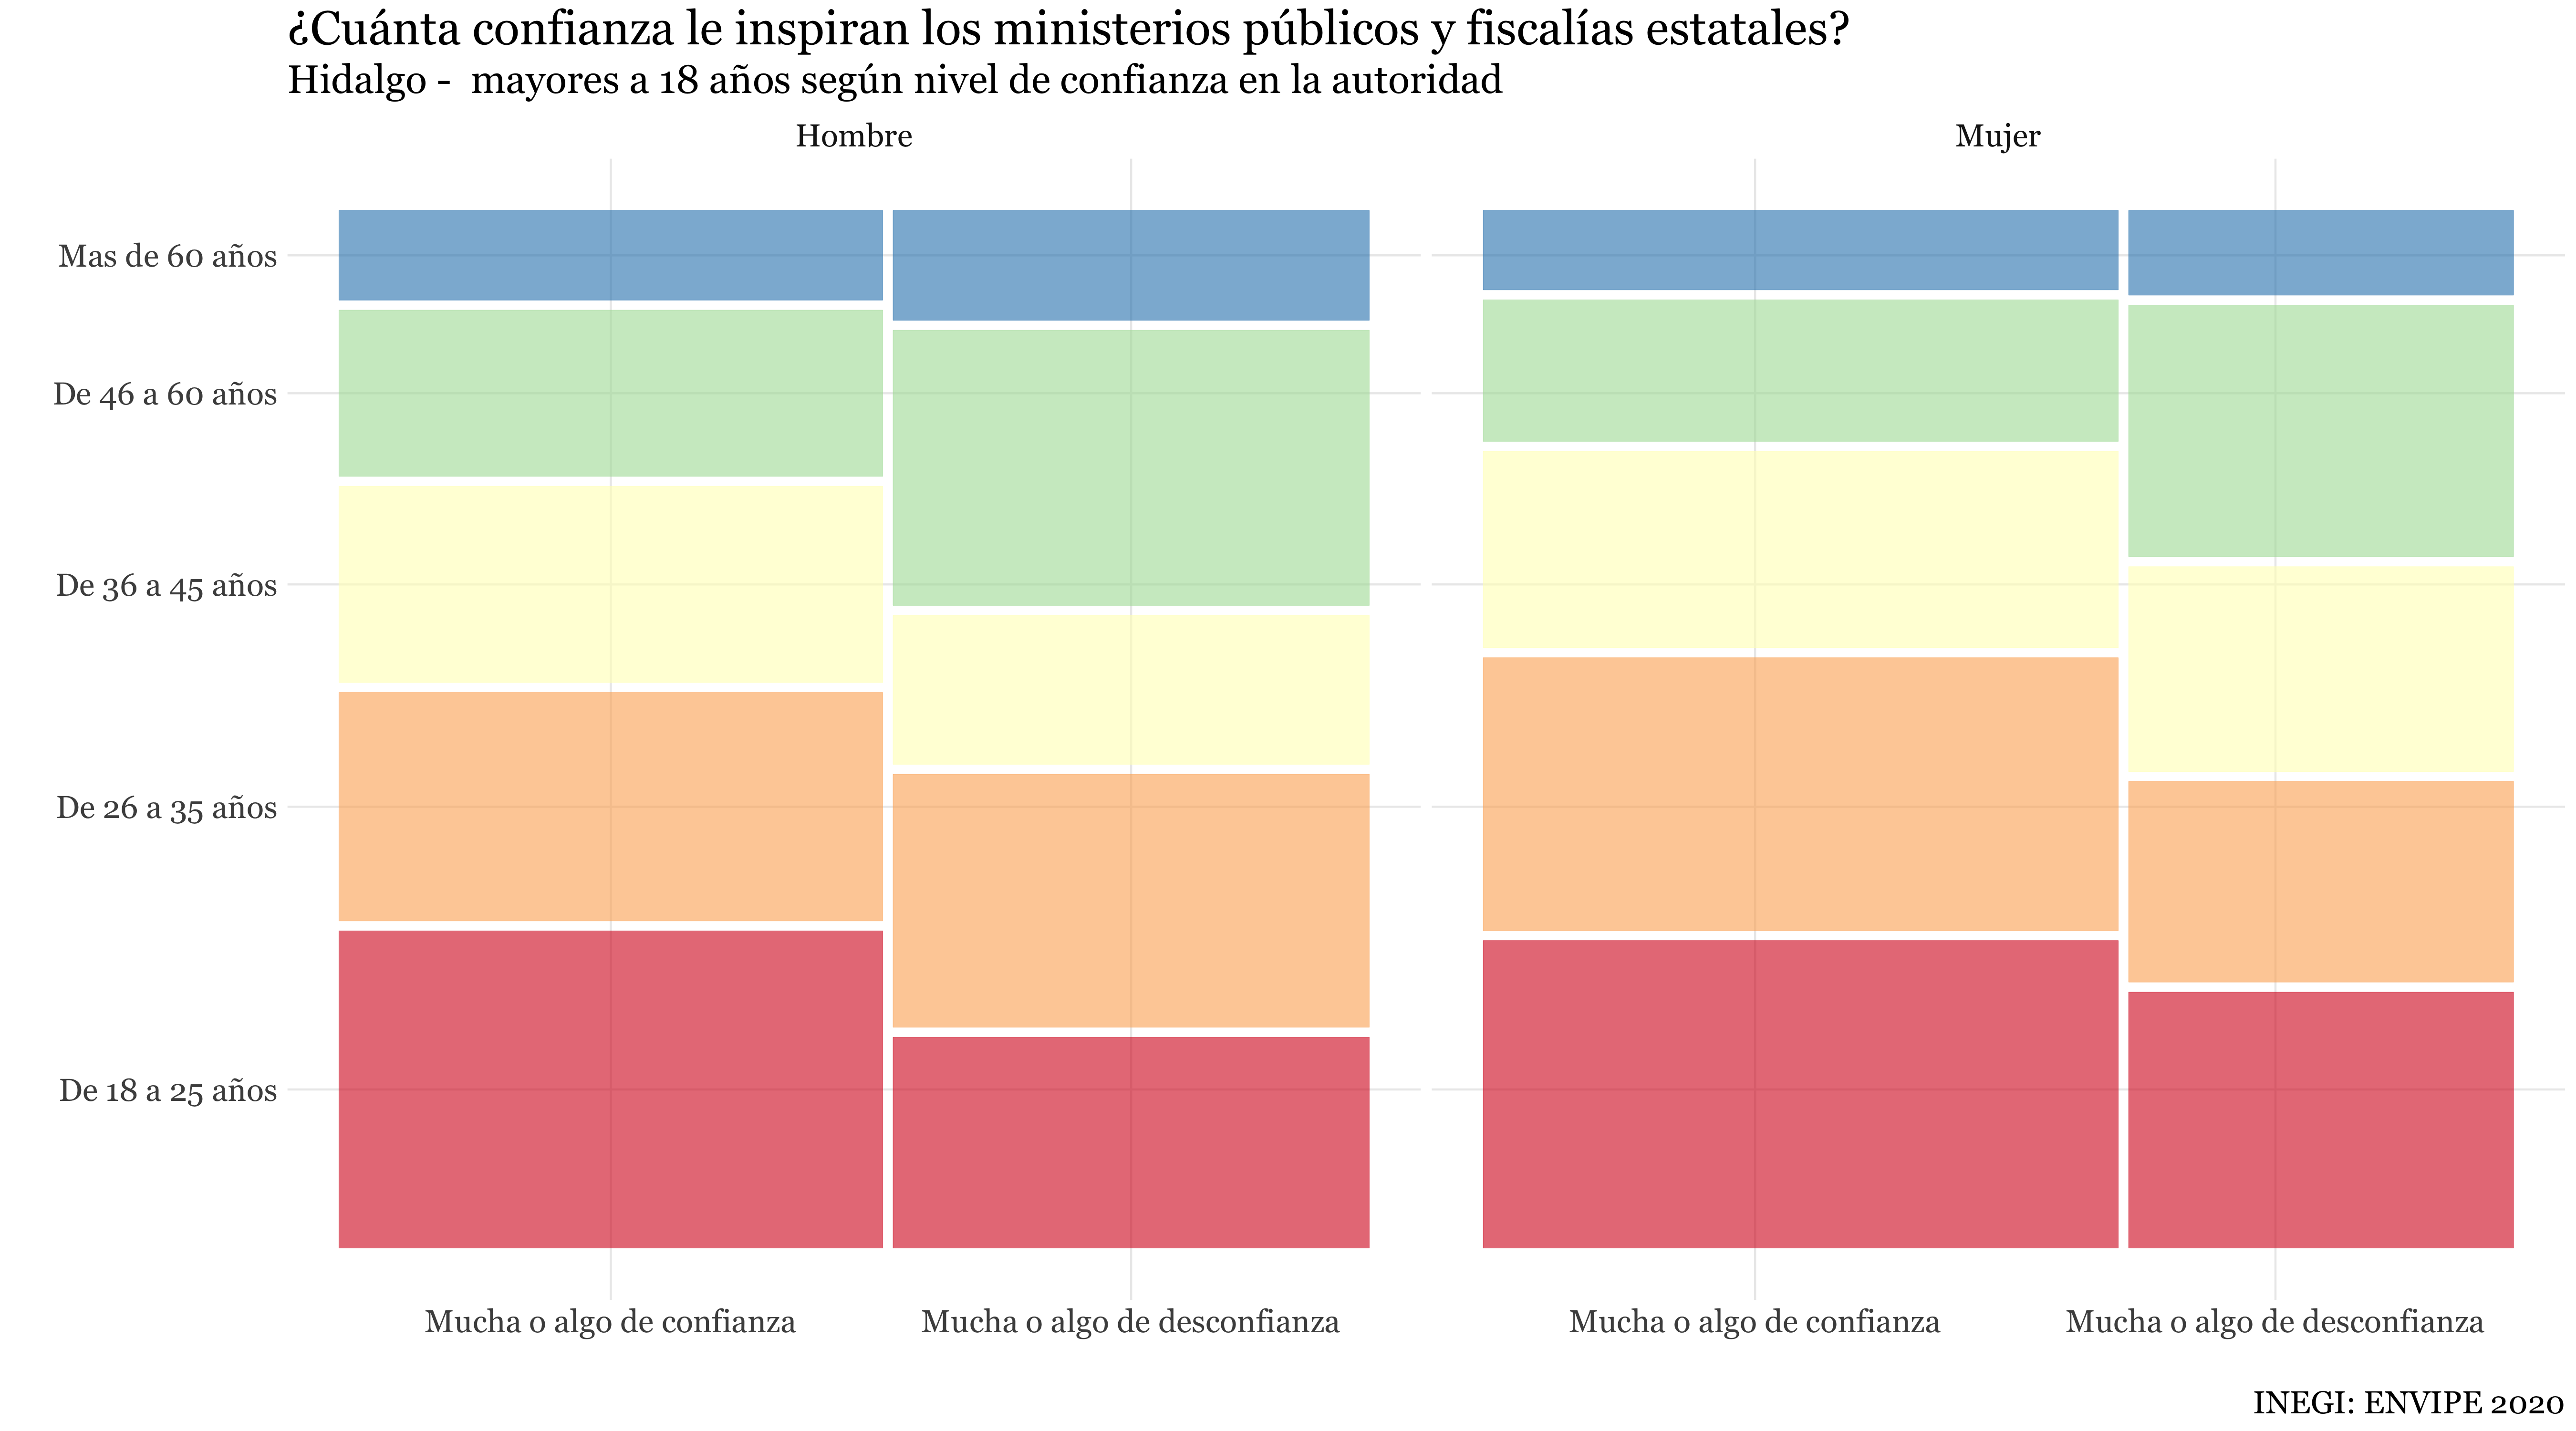 ¿Cuánta confianza le inspiran los ministerios públicos y fiscalías estatales?
Hidalgo -  mayores a 18 años según nivel de confianza en la autoridad
Hombre
Mujer
Mas de 60 años
De 46 a 60 años
De 36 a 45 años
De 26 a 35 años
De 18 a 25 años
Mucha o algo de confianza
Mucha o algo de desconfianza
Mucha o algo de confianza
Mucha o algo de desconfianza
INEGI: ENVIPE 2020